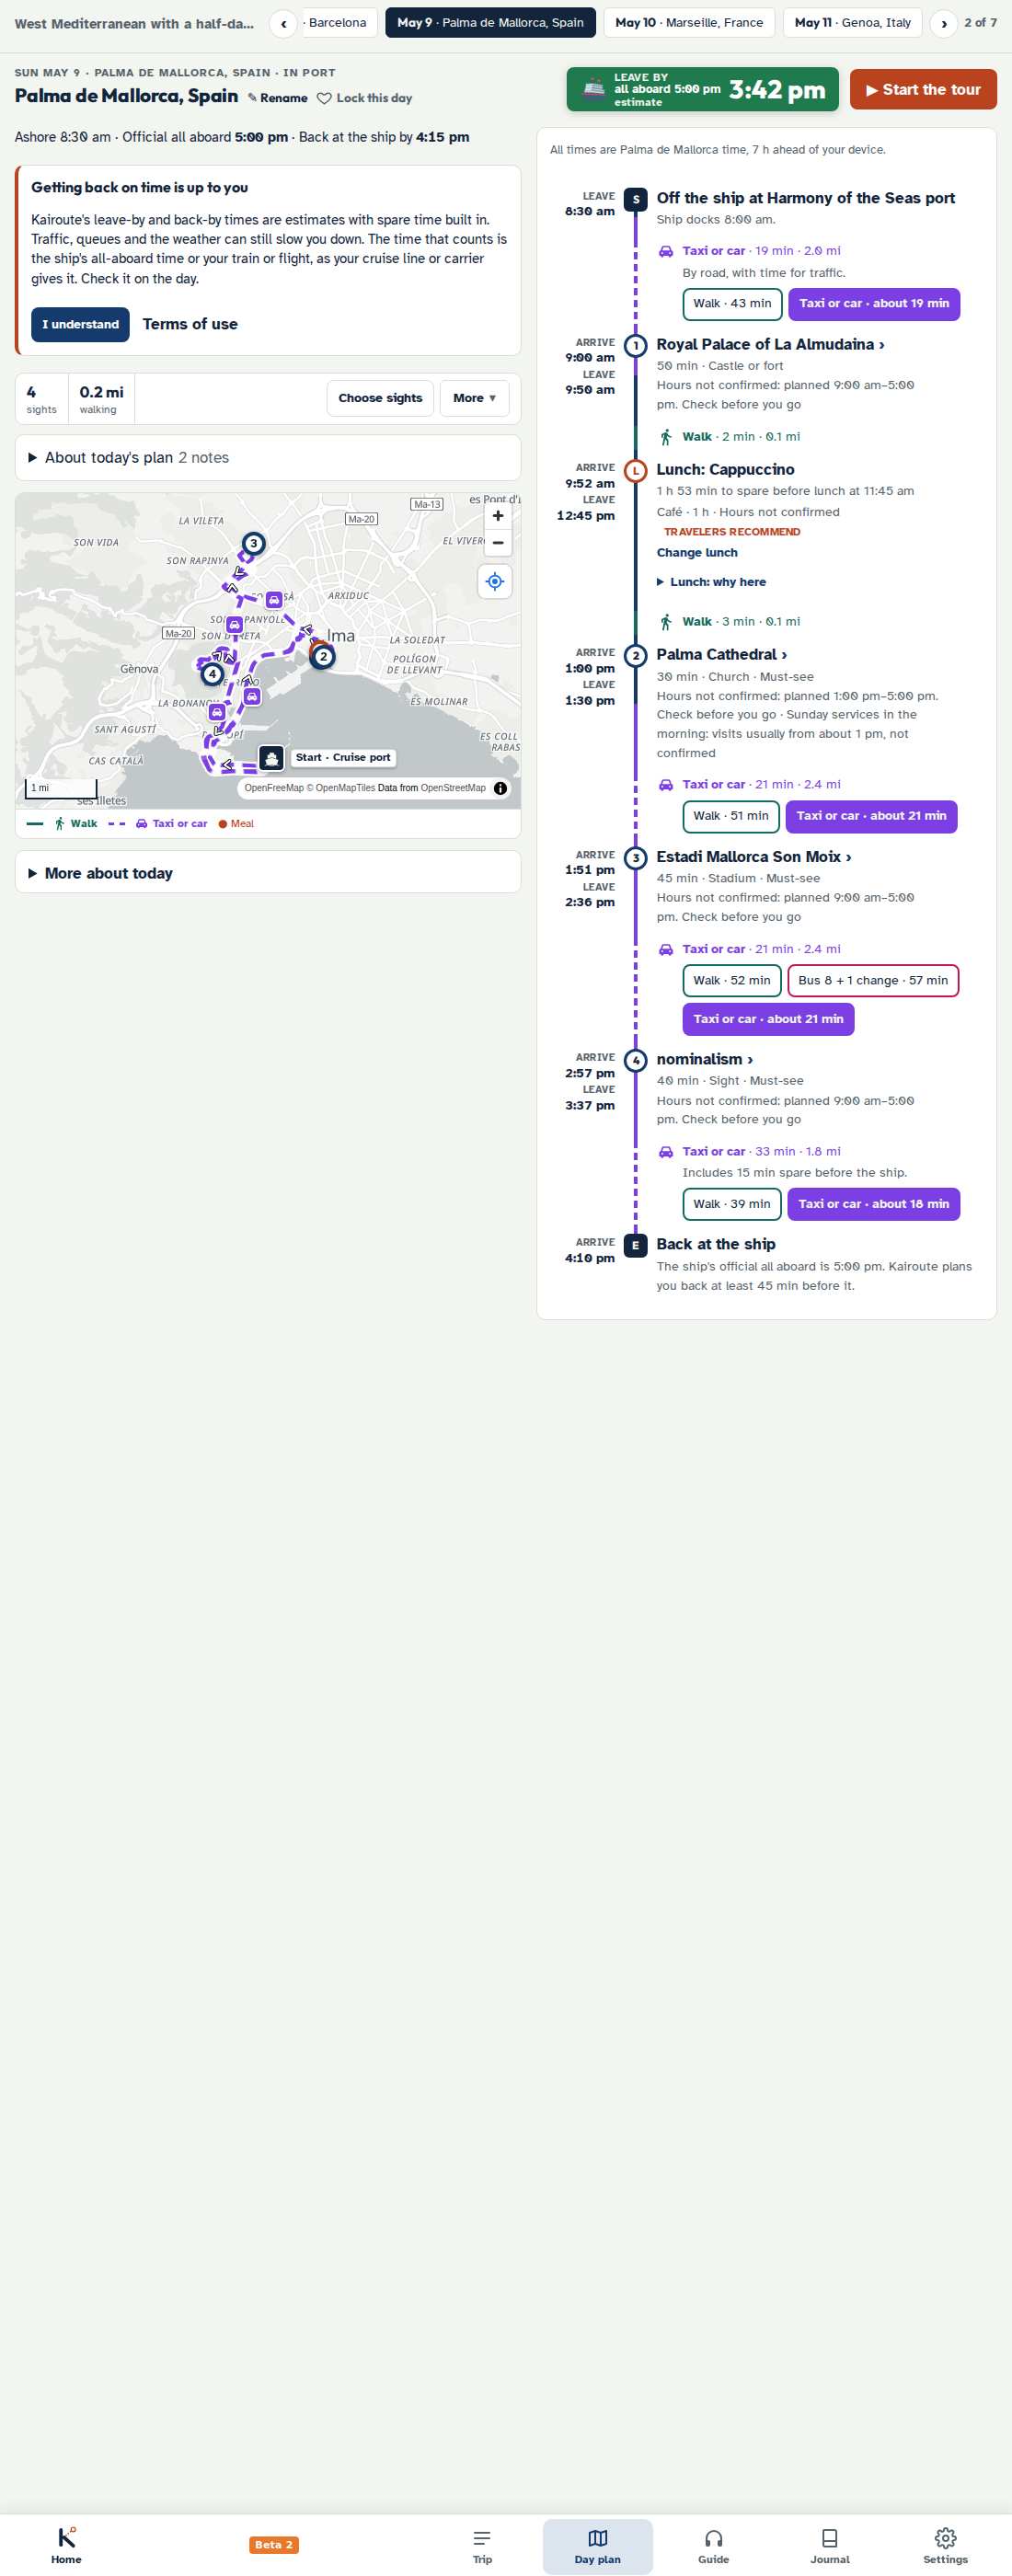 West Mediterranean with a half-da...
‹
· Barcelona
May 9 · Palma de Mallorca, Spain
May 10 · Marseille, France
May 11 · Genoa, Italy
›
2 of 7
SUN MAY 9 · PALMA DE MALLORCA, SPAIN · IN PORT
Palma de Mallorca, Spain
✎ Rename
Lock this day
LEAVE BY
all aboard 5:00 pm
estimate
3:42 pm
▶ Start the tour
Ashore 8:30 am · Official all aboard 5:00 pm · Back at the ship by 4:15 pm
Getting back on time is up to you
Kairoute's leave-by and back-by times are estimates with spare time built in.
Traffic, queues and the weather can still slow you down. The time that counts is
the ship's all-aboard time or your train or flight, as your cruise line or carrier
gives it. Check it on the day.
I understand
Terms of use
4
sights
0.2 mi
walking
Choose sights
More ▼
▶ About today's plan 2 notes
LA VILETA
SON VIDA
SON RAPINYA
Ma-20
Ma-13
es Pont d'I
EL VIVER
ARXIDUC
Ma-20
LA SOLEDAT
POLÍGON
DE LLEVANT
Gènova
LA BONANO
ES MOLINAR
SANT AGUSTÍ
CAS CATALÀ
ES COLL
RABAS
ses Illetes
lma
3
2
4
Start · Cruise port
+
−
1 mi
OpenFreeMap © OpenMapTiles Data from OpenStreetMap
Walk
Taxi or car
Meal
▶ More about today
All times are Palma de Mallorca time, 7 h ahead of your device.
LEAVE
8:30 am
S
Off the ship at Harmony of the Seas port
Ship docks 8:00 am.
Taxi or car · 19 min · 2.0 mi
By road, with time for traffic.
Walk · 43 min
Taxi or car · about 19 min
ARRIVE
9:00 am
LEAVE
9:50 am
1
Royal Palace of La Almudaina ›
50 min · Castle or fort
Hours not confirmed: planned 9:00 am–5:00
pm. Check before you go
Walk · 2 min · 0.1 mi
ARRIVE
9:52 am
LEAVE
12:45 pm
L
Lunch: Cappuccino
1 h 53 min to spare before lunch at 11:45 am
Café · 1 h · Hours not confirmed
TRAVELERS RECOMMEND
Change lunch
▶ Lunch: why here
Walk · 3 min · 0.1 mi
ARRIVE
1:00 pm
LEAVE
1:30 pm
2
Palma Cathedral ›
30 min · Church · Must-see
Hours not confirmed: planned 1:00 pm–5:00 pm.
Check before you go · Sunday services in the
morning: visits usually from about 1 pm, not
confirmed
Taxi or car · 21 min · 2.4 mi
Walk · 51 min
Taxi or car · about 21 min
ARRIVE
1:51 pm
LEAVE
2:36 pm
3
Estadi Mallorca Son Moix ›
45 min · Stadium · Must-see
Hours not confirmed: planned 9:00 am–5:00
pm. Check before you go
Taxi or car · 21 min · 2.4 mi
Walk · 52 min
Bus 8 + 1 change · 57 min
Taxi or car · about 21 min
ARRIVE
2:57 pm
LEAVE
3:37 pm
4
nominalism ›
40 min · Sight · Must-see
Hours not confirmed: planned 9:00 am–5:00
pm. Check before you go
Taxi or car · 33 min · 1.8 mi
Includes 15 min spare before the ship.
Walk · 39 min
Taxi or car · about 18 min
ARRIVE
4:10 pm
E
Back at the ship
The ship's official all aboard is 5:00 pm. Kairoute plans
you back at least 45 min before it.
Home
Beta 2
Trip
Day plan
Guide
Journal
Settings